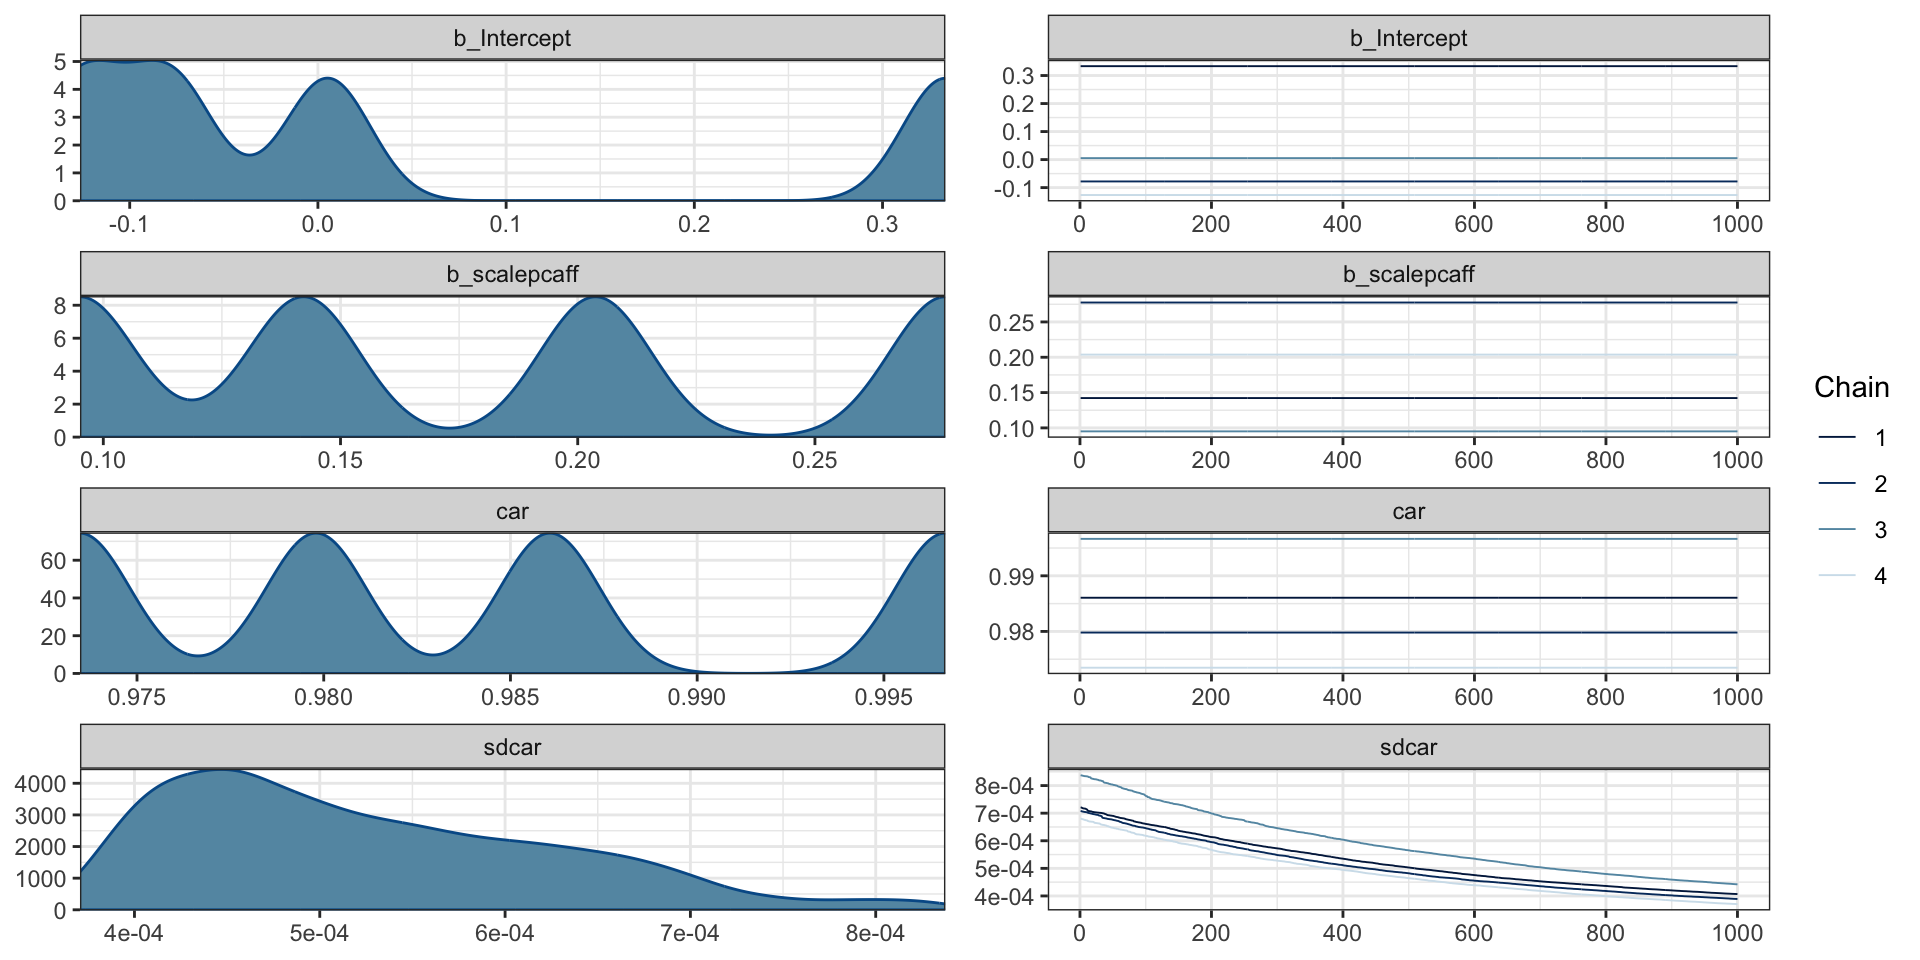 b_Intercept
5
4
3
2
1
0
-0.1 0.0 0.1 0.2 0.3
b_Intercept
0.3
0.2
0.1
0.0
-0.1
0 200 400 600 800 1000
b_scalepcaff
8
6
4
2
0
0.10 0.15 0.20 0.25
b_scalepcaff
0.25
0.20
0.15
0.10
0 200 400 600 800 1000
car
60
40
20
0
0.975 0.980 0.985 0.990 0.995
car
0.99
0.98
0 200 400 600 800 1000
sdcar
4000
3000
2000
1000
0
4e-04 5e-04 6e-04 7e-04 8e-04
sdcar
8e-04
7e-04
6e-04
5e-04
4e-04
0 200 400 600 800 1000
Chain
1
2
3
4